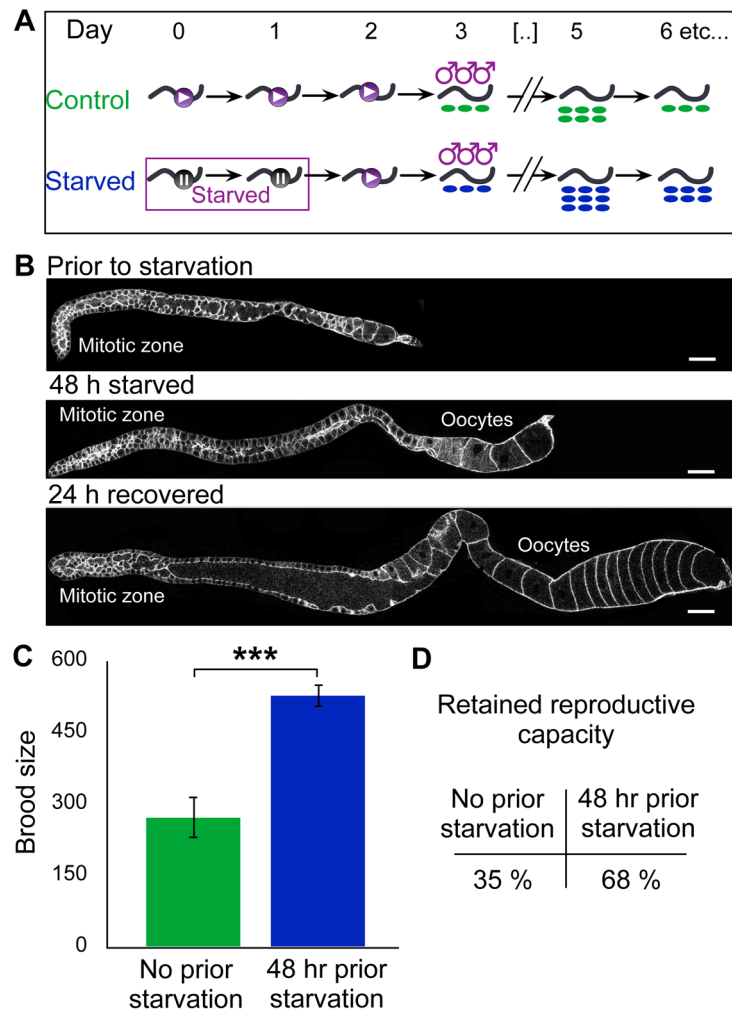 A
Day 0 1 2 3 [..] 5 6 etc...
Control
Starved
Starved
B Prior to starvation
Mitotic zone
48 h starved
Mitotic zone
Oocytes
24 h recovered
Oocytes
Mitotic zone
C
600
450
300
150
0
Brood size
***
No prior
starvation
48 hr prior
starvation
D
Retained reproductive
capacity
No prior
starvation
48 hr prior
starvation
35 %
68 %